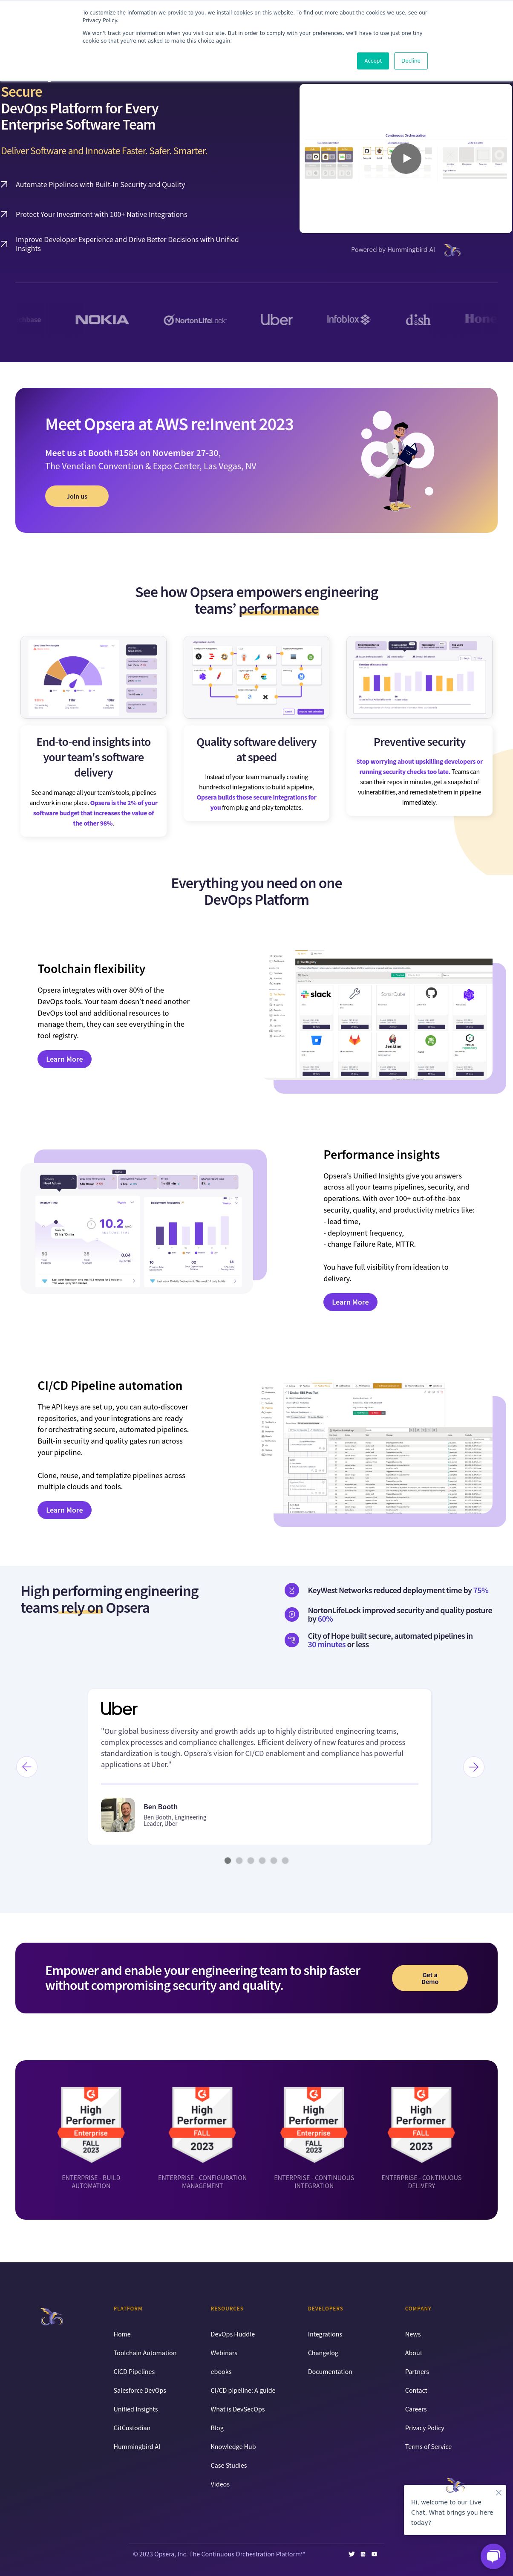 To customize the information we provide to you, we install cookies on this website. To find out more about the cookies we use, see our
Privacy Policy.
We won't track your information when you visit our site. But in order to comply with your preferences, we'll have to use just one tiny
cookie so that you're not asked to make this choice again.
Accept
Decline
Secure
DevOps Platform for Every
Enterprise Software Team
Deliver Software and Innovate Faster. Safer. Smarter.
Automate Pipelines with Built-In Security and Quality
Protect Your Investment with 100+ Native Integrations
Improve Developer Experience and Drive Better Decisions with Unified
Insights
Continuous Orchestration
Powered by Hummingbird AI
NOKIA
NortonLifeLock
Uber
Infoblox
dish
Meet Opsera at AWS re:Invent 2023
Meet us at Booth #1584 on November 27-30,
The Venetian Convention & Expo Center, Las Vegas, NV
Join us
See how Opsera empowers engineering
teams' performance
End-to-end insights into
your team's software
delivery
See and manage all your team's tools, pipelines
and work in one place. Opsera is the 2% of your
software budget that increases the value of
the other 98%.
Quality software delivery
at speed
Instead of your team manually creating
hundreds of integrations to build a pipeline,
Opsera builds those secure integrations for
you from plug-and-play templates.
Preventive security
Stop worrying about upskilling developers or
running security checks too late. Teams can
scan their repos in minutes, get a snapshot of
vulnerabilities, and remediate them in pipeline
immediately.
Everything you need on one
DevOps Platform
Toolchain flexibility
Opsera integrates with over 80% of the
DevOps tools. Your team doesn't need another
DevOps tool and additional resources to
manage them, they can see everything in the
tool registry.
Learn More
slack
SonarQube
Jenkins
Performance insights
Opsera's Unified Insights give you answers
across all your teams pipelines, security, and
operations. With over 100+ out-of-the-box
security, quality, and productivity metrics like:
- lead time,
- deployment frequency,
- change Failure Rate, MTTR.
You have full visibility from ideation to
delivery.
Learn More
10.2
CI/CD Pipeline automation
The API keys are set up, you can auto-discover
repositories, and your integrations are ready
for orchestrating secure, automated pipelines.
Built-in security and quality gates run across
your pipeline.
Clone, reuse, and templatize pipelines across
multiple clouds and tools.
Learn More
High performing engineering
teams rely on Opsera
KeyWest Networks reduced deployment time by 75%
NortonLifeLock improved security and quality posture
by 60%
City of Hope built secure, automated pipelines in
30 minutes or less
Uber
"Our global business diversity and growth adds up to highly distributed engineering teams,
complex processes and compliance challenges. Efficient delivery of new features and process
standardization is tough. Opsera's vision for CI/CD enablement and compliance has powerful
applications at Uber."
Ben Booth
Ben Booth, Engineering
Leader, Uber
Empower and enable your engineering team to ship faster
without compromising security and quality.
Get a
Demo
High
Performer
Enterprise
FALL
2023
ENTERPRISE - BUILD
AUTOMATION
High
Performer
FALL
2023
ENTERPRISE - CONFIGURATION
MANAGEMENT
High
Performer
Enterprise
FALL
2023
ENTERPRISE - CONTINUOUS
INTEGRATION
High
Performer
FALL
2023
ENTERPRISE - CONTINUOUS
DELIVERY
PLATFORM
Home
Toolchain Automation
CICD Pipelines
Salesforce DevOps
Unified Insights
GitCustodian
Hummingbird AI
RESOURCES
DevOps Huddle
Webinars
ebooks
CI/CD pipeline: A guide
What is DevSecOps
Blog
Knowledge Hub
Case Studies
Videos
DEVELOPERS
Integrations
Changelog
Documentation
COMPANY
News
About
Partners
Contact
Careers
Privacy Policy
Terms of Service
Hi, welcome to our Live
Chat. What brings you here
today?
© 2023 Opsera, Inc. The Continuous Orchestration Platform™